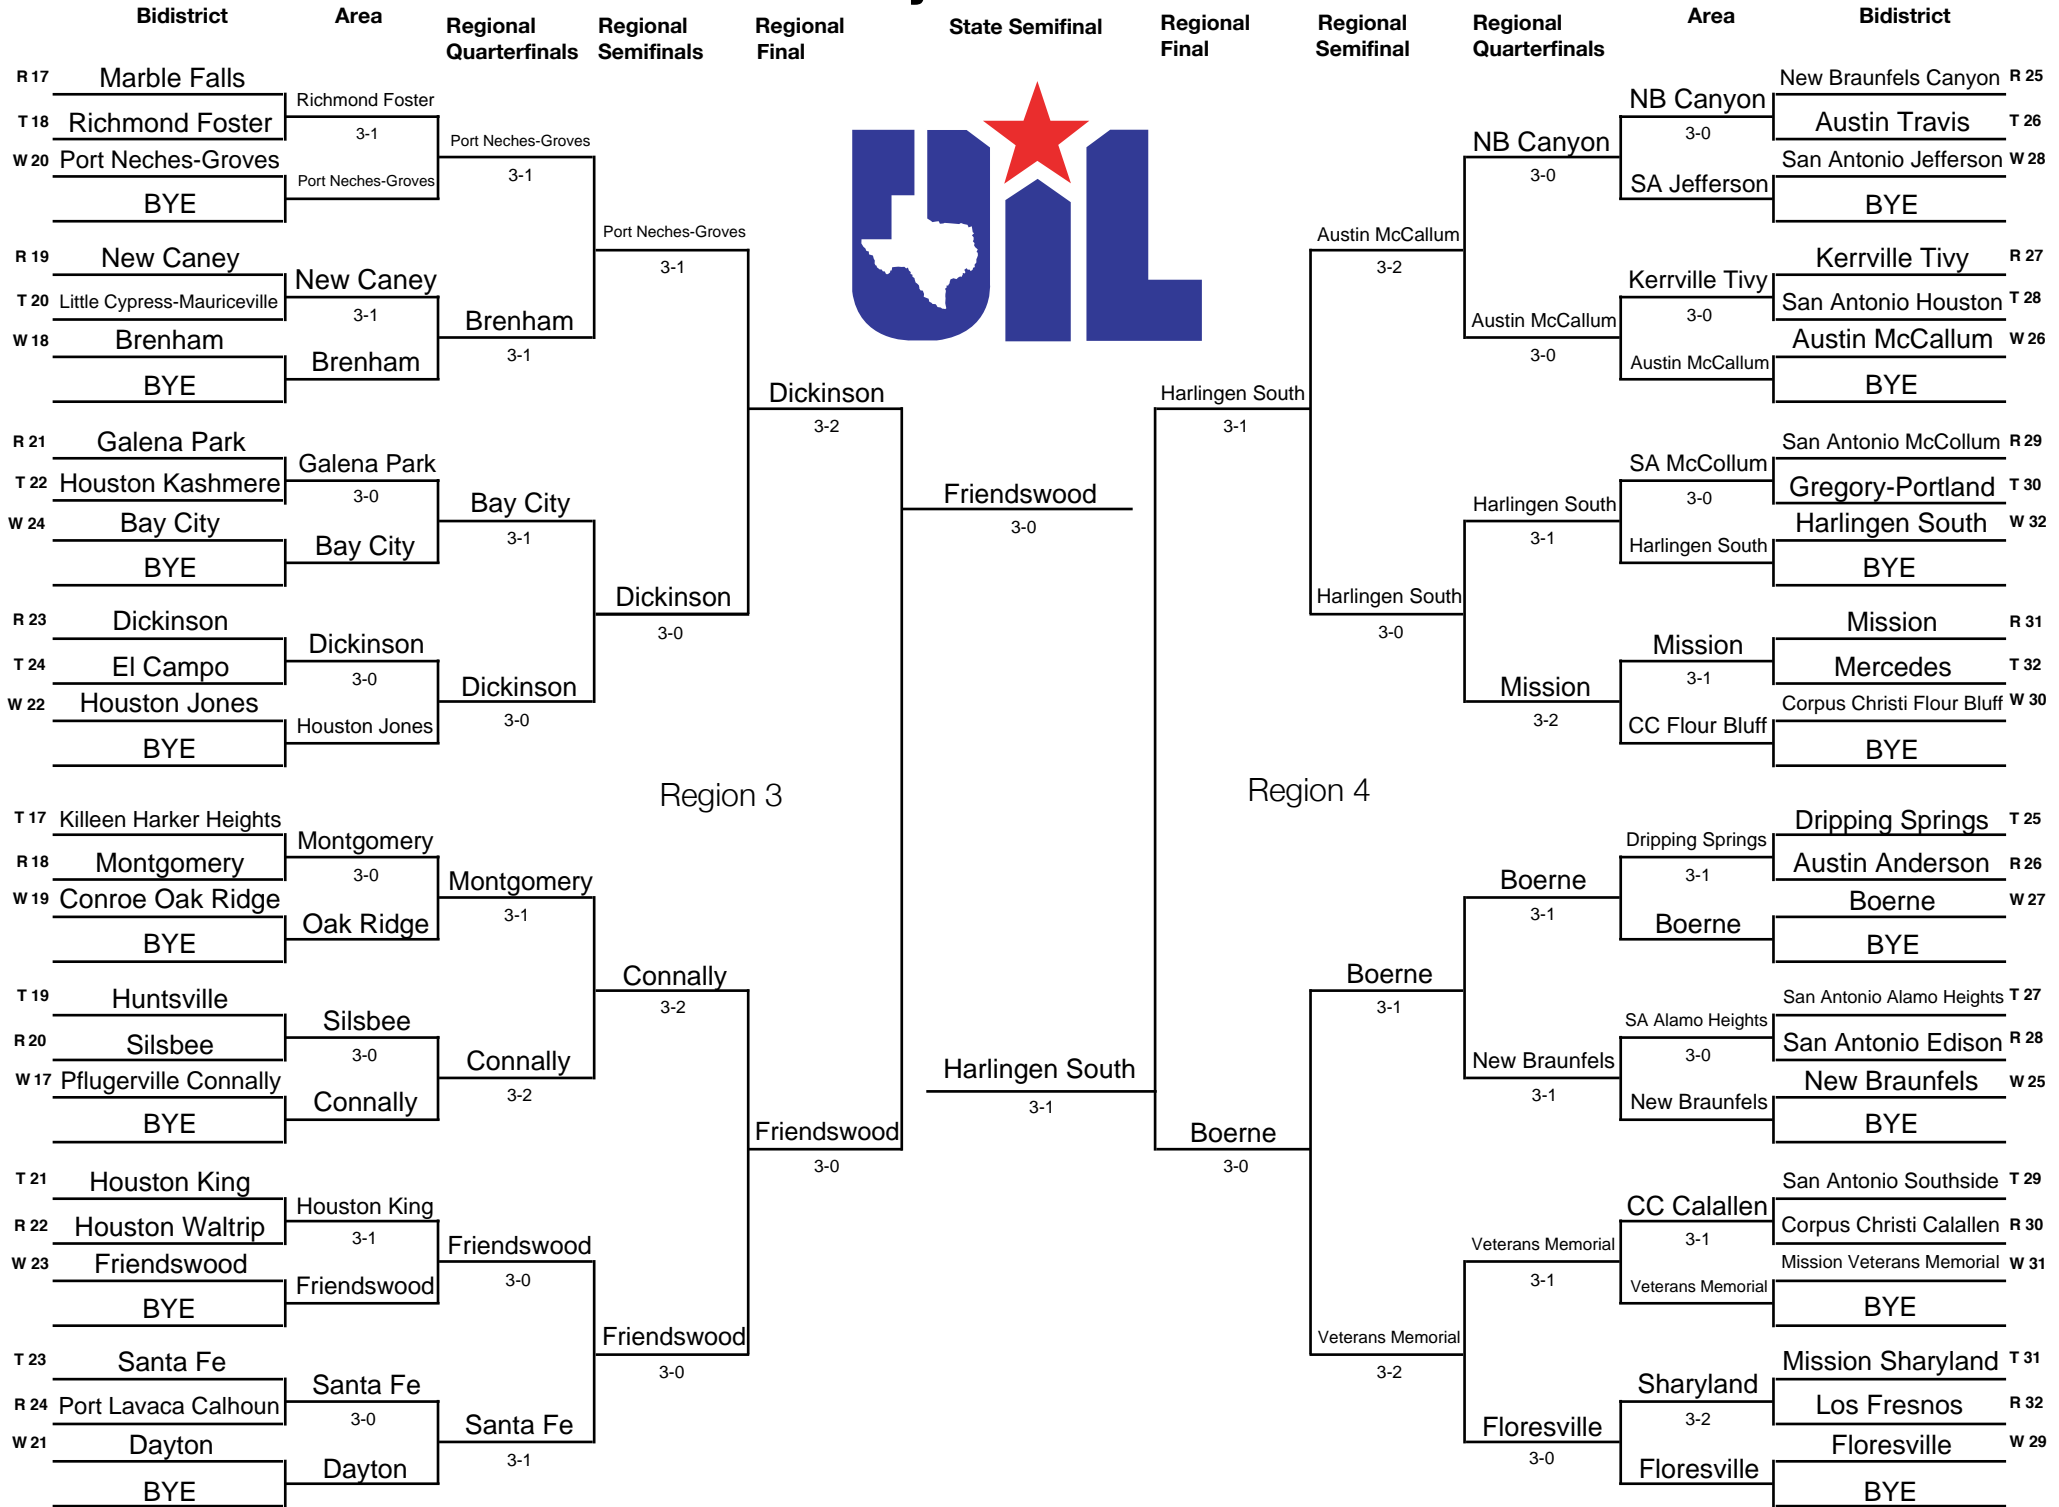 Bidistrict
Area
Regional
Quarterfinals
Regional
Semifinals
Regional
Final
State Semifinal
Regional
Final
Regional
Semifinal
Regional
Quarterfinals
Area
Bidistrict
R 17 Marble Falls
T 18 Richmond Foster
W 20 Port Neches-Groves
BYE
R 19 New Caney
T 20 Little Cypress-Mauriceville
W 18 Brenham
BYE
R 21 Galena Park
T 22 Houston Kashmere
W 24 Bay City
BYE
R 23 Dickinson
T 24 El Campo
W 22 Houston Jones
BYE
T 17 Killeen Harker Heights
R 18 Montgomery
W 19 Conroe Oak Ridge
BYE
T 19 Huntsville
R 20 Silsbee
W 17 Pflugerville Connally
BYE
T 21 Houston King
R 22 Houston Waltrip
W 23 Friendswood
BYE
T 23 Santa Fe
R 24 Port Lavaca Calhoun
W 21 Dayton
BYE
Richmond Foster
3-1
Port Neches-Groves
New Caney
3-1
Brenham
Galena Park
3-0
Bay City
Dickinson
3-0
Houston Jones
Montgomery
3-0
Oak Ridge
Silsbee
3-0
Connally
Houston King
3-1
Friendswood
Santa Fe
3-0
Dayton
Port Neches-Groves
3-1
Brenham
3-1
Bay City
3-1
Dickinson
3-0
Montgomery
3-1
Connally
3-2
Friendswood
3-0
Santa Fe
3-1
Port Neches-Groves
3-1
Dickinson
3-0
Region 3
Connally
3-2
Friendswood
3-0
Dickinson
3-2
Friendswood
3-0
UIL
Friendswood
3-0
Harlingen South
3-1
Harlingen South
3-1
Boerne
3-0
Austin McCallum
3-2
Harlingen South
3-0
Region 4
Boerne
3-1
Veterans Memorial
3-2
NB Canyon
3-0
Austin McCallum
3-0
Harlingen South
3-1
Mission
3-2
Boerne
3-1
New Braunfels
3-1
Veterans Memorial
3-1
Floresville
3-0
NB Canyon
3-0
SA Jefferson
Kerrville Tivy
3-0
Austin McCallum
SA McCollum
3-0
Harlingen South
Mission
3-1
CC Flour Bluff
Dripping Springs
3-1
Boerne
SA Alamo Heights
3-0
New Braunfels
CC Calallen
3-1
Veterans Memorial
Sharyland
3-2
Floresville
New Braunfels Canyon R 25
Austin Travis T 26
San Antonio Jefferson W 28
BYE
Kerrville Tivy R 27
San Antonio Houston T 28
Austin McCallum W 26
BYE
San Antonio McCollum R 29
Gregory-Portland T 30
Harlingen South W 32
BYE
Mission R 31
Mercedes T 32
Corpus Christi Flour Bluff W 30
BYE
Dripping Springs T 25
Austin Anderson R 26
Boerne W 27
BYE
San Antonio Alamo Heights T 27
San Antonio Edison R 28
New Braunfels W 25
BYE
San Antonio Southside T 29
Corpus Christi Calallen R 30
Mission Veterans Memorial W 31
BYE
Mission Sharyland T 31
Los Fresnos R 32
Floresville W 29
BYE